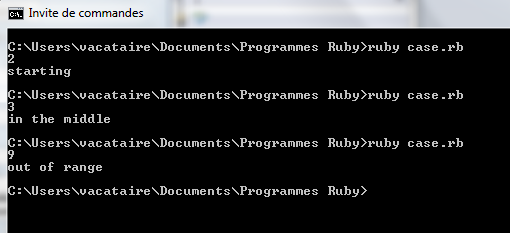 Invite de commandes
C:\Users\vacataire\Documents\Programmes Ruby>ruby case.rb
2
starting
C:\Users\vacataire\Documents\Programmes Ruby>ruby case.rb
3
in the middle
C:\Users\vacataire\Documents\Programmes Ruby>ruby case.rb
9
out of range
C:\Users\vacataire\Documents\Programmes Ruby>